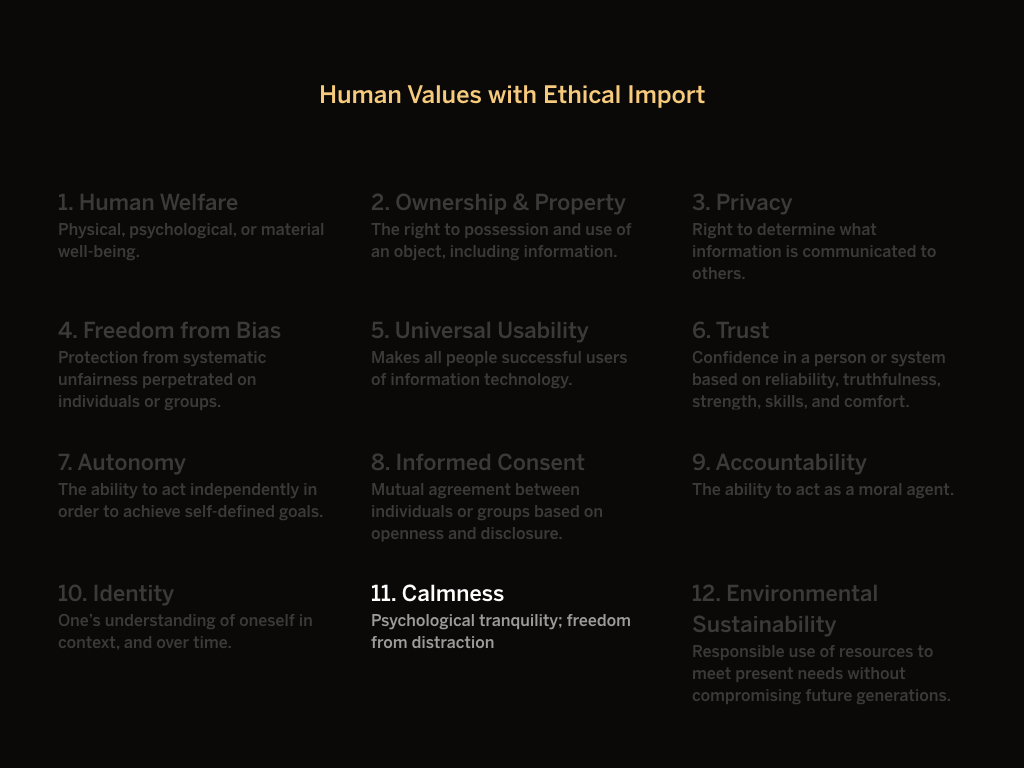 Human Values with Ethical Import
1. Human Welfare
Physical, psychological, or material
well-being.
2. Ownership & Property
The right to possession and use of
an object, including information.
3. Privacy
Right to determine what
information is communicated to
others.
4. Freedom from Bias
Protection from systematic
unfairness perpetrated on
individuals or groups.
5. Universal Usability
Makes all people successful users
of information technology.
6. Trust
Confidence in a person or system
based on reliability, truthfulness,
strength, skills, and comfort.
7. Autonomy
The ability to act independently in
order to achieve self-defined goals.
8. Informed Consent
Mutual agreement between
individuals or groups based on
openness and disclosure.
9. Accountability
The ability to act as a moral agent.
10. Identity
One’s understanding of oneself in
context, and over time.
11. Calmness
Psychological tranquility; freedom
from distraction
12. Environmental
Sustainability
Responsible use of resources to
meet present needs without
compromising future generations.